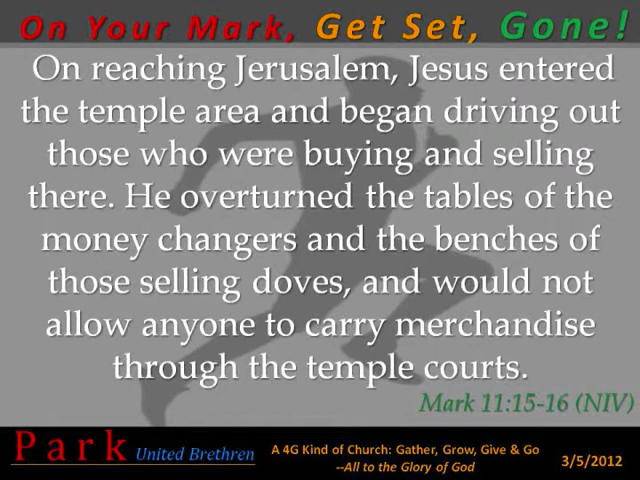 On Your Mark, Get Set, Gone!
On reaching Jerusalem, Jesus entered
the temple area and began driving out
those who were buying and selling
there. He overturned the tables of the
money changers and the benches of
those selling doves, and would not
allow anyone to carry merchandise
through the temple courts.
Mark 11:15-16 (NIV)
Park United Brethren
A 4G Kind of Church: Gather, Grow, Give & Go
--All to the Glory of God
3/5/2012